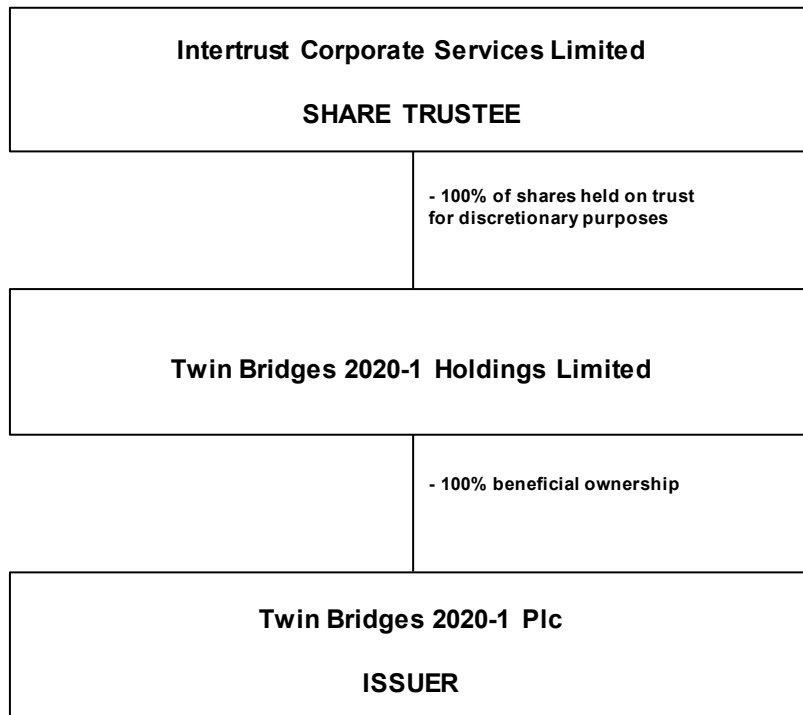 Intertrust Corporate Services Limited
SHARE TRUSTEE
- 100% of shares held on trust
for discretionary purposes
Twin Bridges 2020-1 Holdings Limited
- 100% beneficial ownership
Twin Bridges 2020-1 Plc
ISSUER